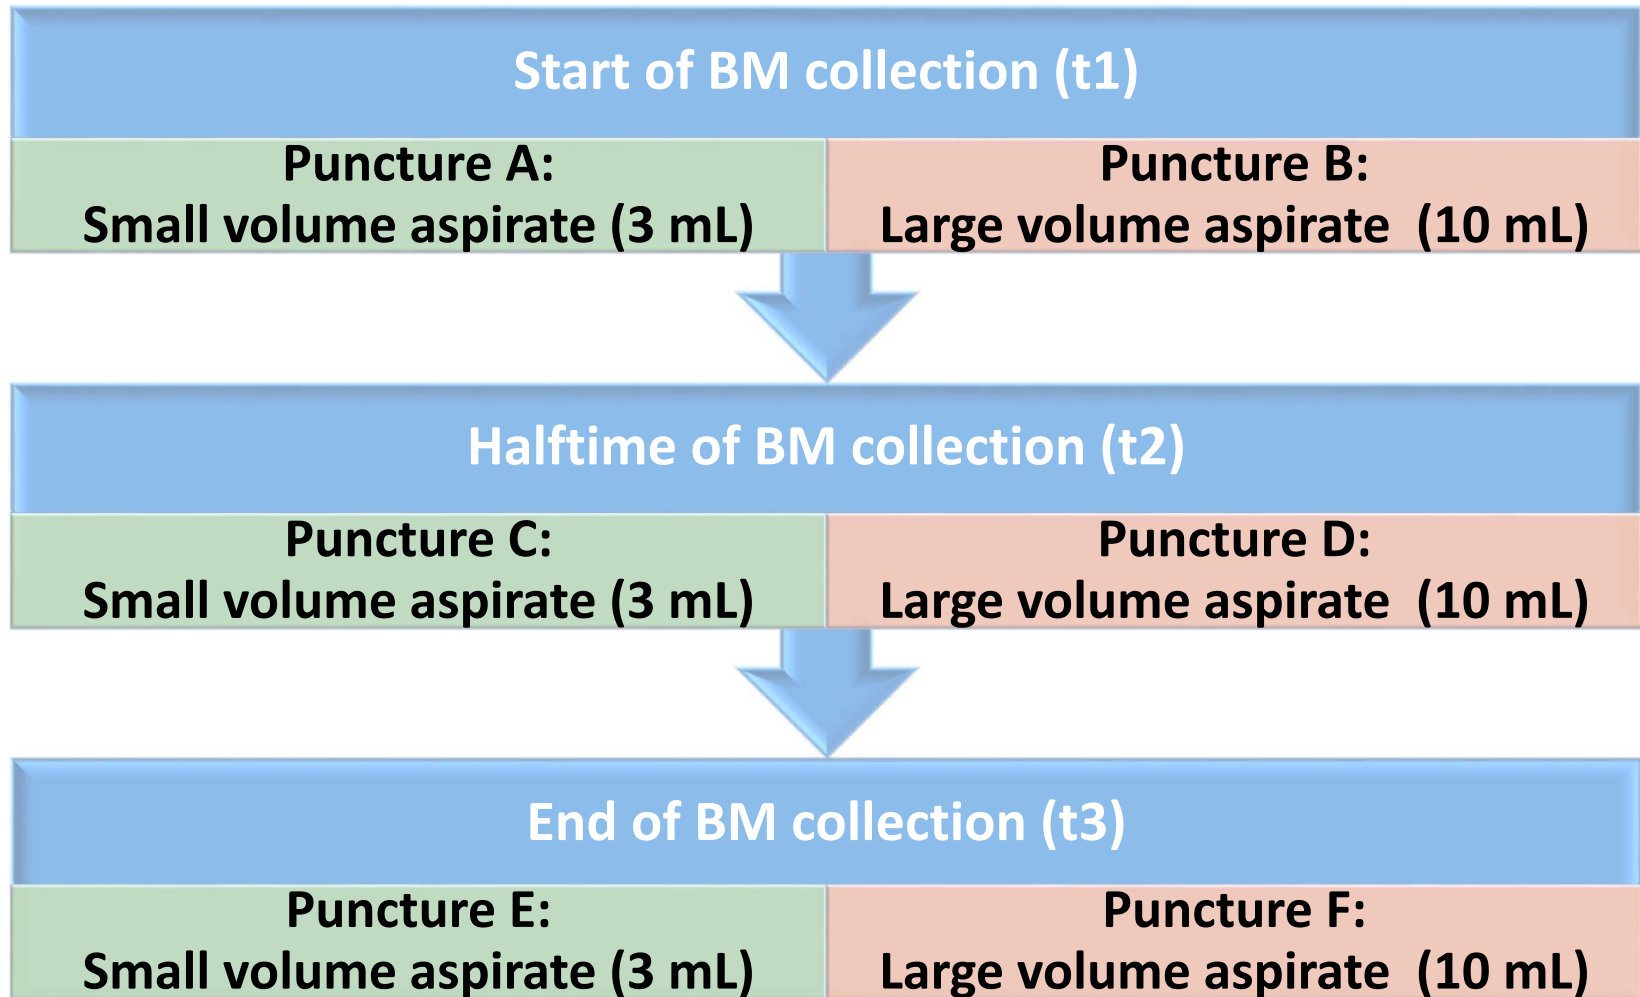 Start of BM collection (t1)
Puncture A:
Small volume aspirate (3 mL)
Puncture B:
Large volume aspirate  (10 mL)
Halftime of BM collection (t2)
Puncture C:
Small volume aspirate (3 mL)
Puncture D:
Large volume aspirate  (10 mL)
End of BM collection (t3)
Puncture E:
Small volume aspirate (3 mL)
Puncture F:
Large volume aspirate  (10 mL)